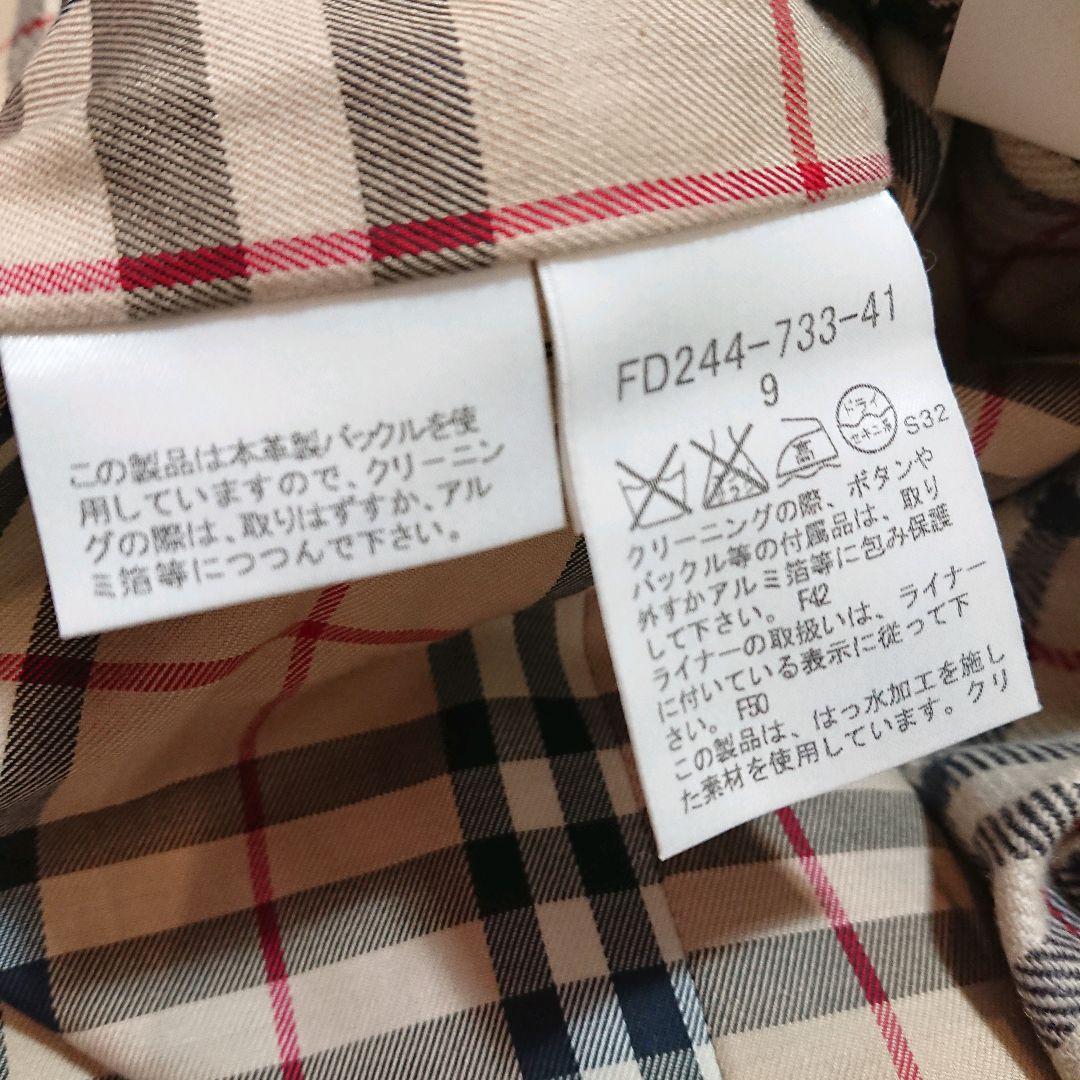 この製品は本革製バックルを使
用していますので、クリーニン
グの際は、取りはずすか、アル
ミ箔等につつんで下さい。
FD244-733-41
9
エンソ
高
ドライ
セキユ系
S32
クリーニングの際、ボタンや
バックル等の付属品は、取り
外すかアルミ箔等に包み保護
して下さい。 F42
ライナーの取扱いは、ライナー
に付いている表示に従って下
さい。 F50
この製品は、はっ水加工を施し
た素材を使用しています。クリ